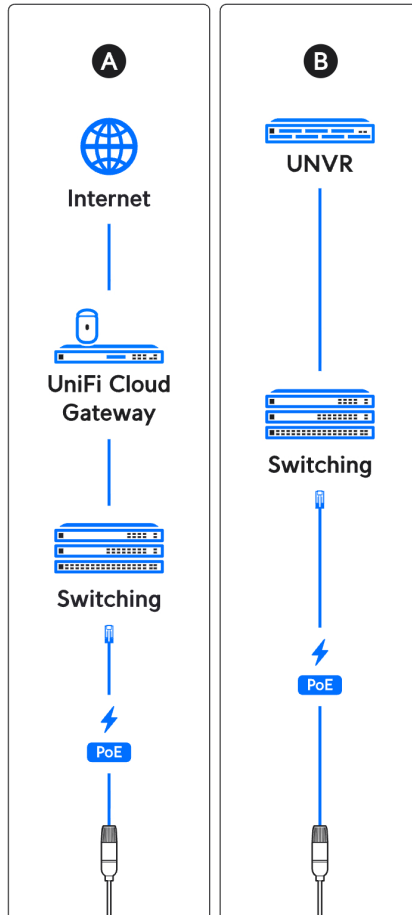 A
Internet
UniFi Cloud
Gateway
Switching
PoE
B
UNVR
Switching
PoE